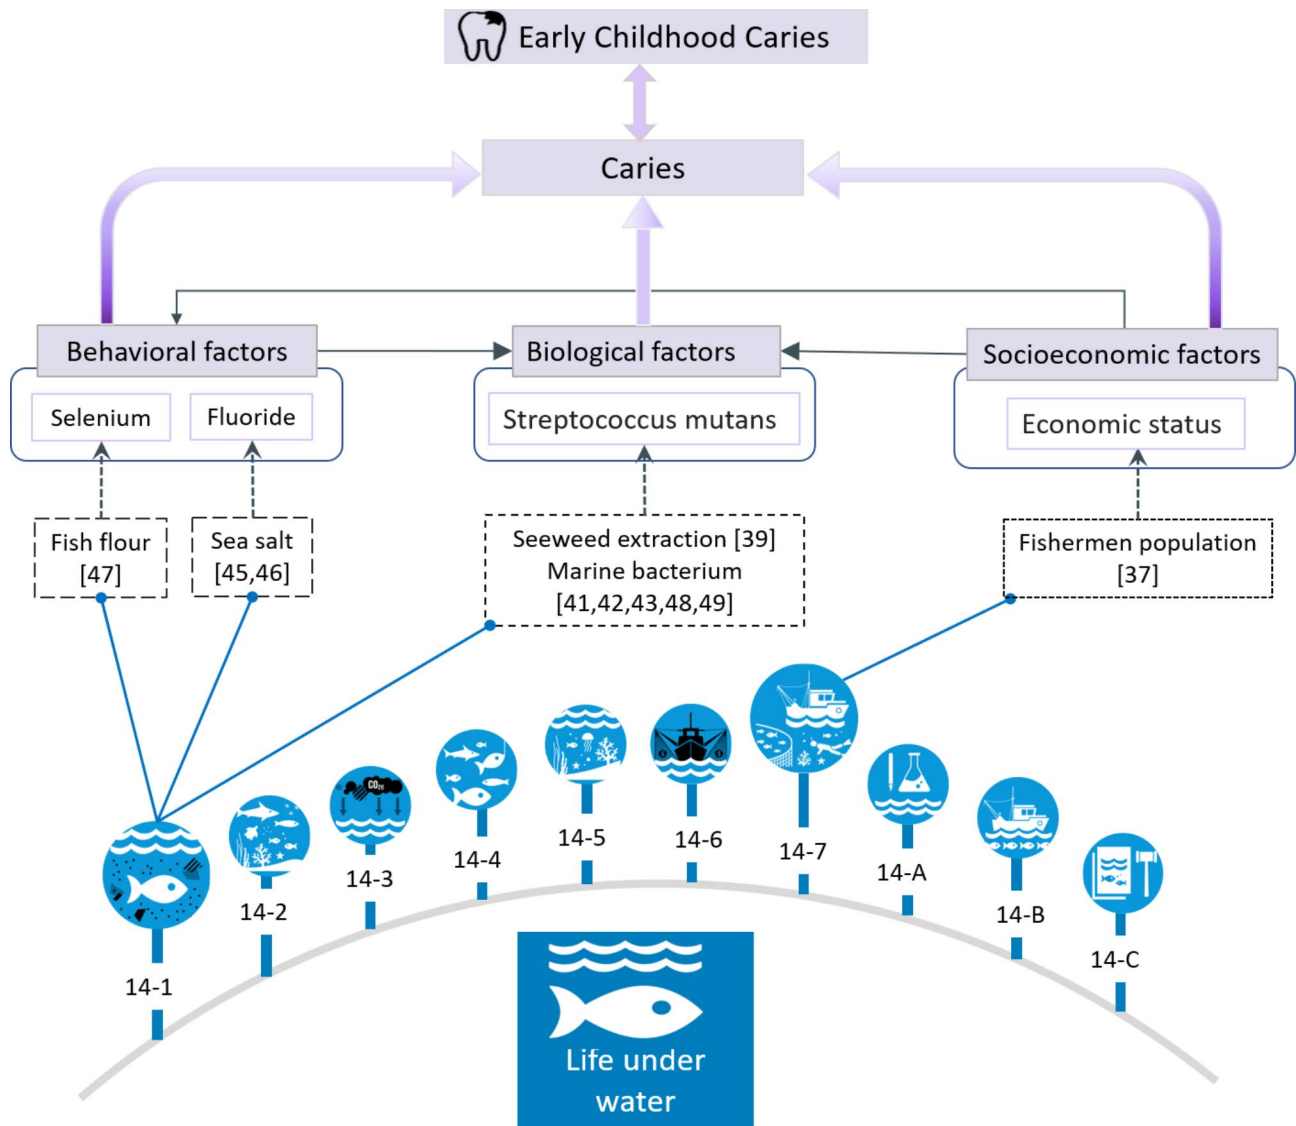 Early Childhood Caries
Caries
Behavioral factors
Biological factors
Socioeconomic factors
Selenium
Fluoride
Streptococcus mutans
Economic status
Fish flour
[47]
Sea salt
[45,46]
Seeweed extraction [39]
Marine bacterium
[41,42,43,48,49]
Fishermen population
[37]
14-1
14-2
14-3
CO₂
14-4
14-5
14-6
14-7
14-A
14-B
14-C
Life under
water